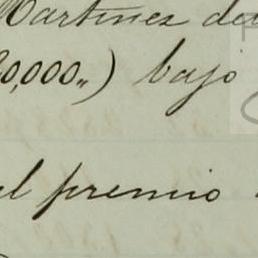 Martinez de
0,000,,) bajo
el premio